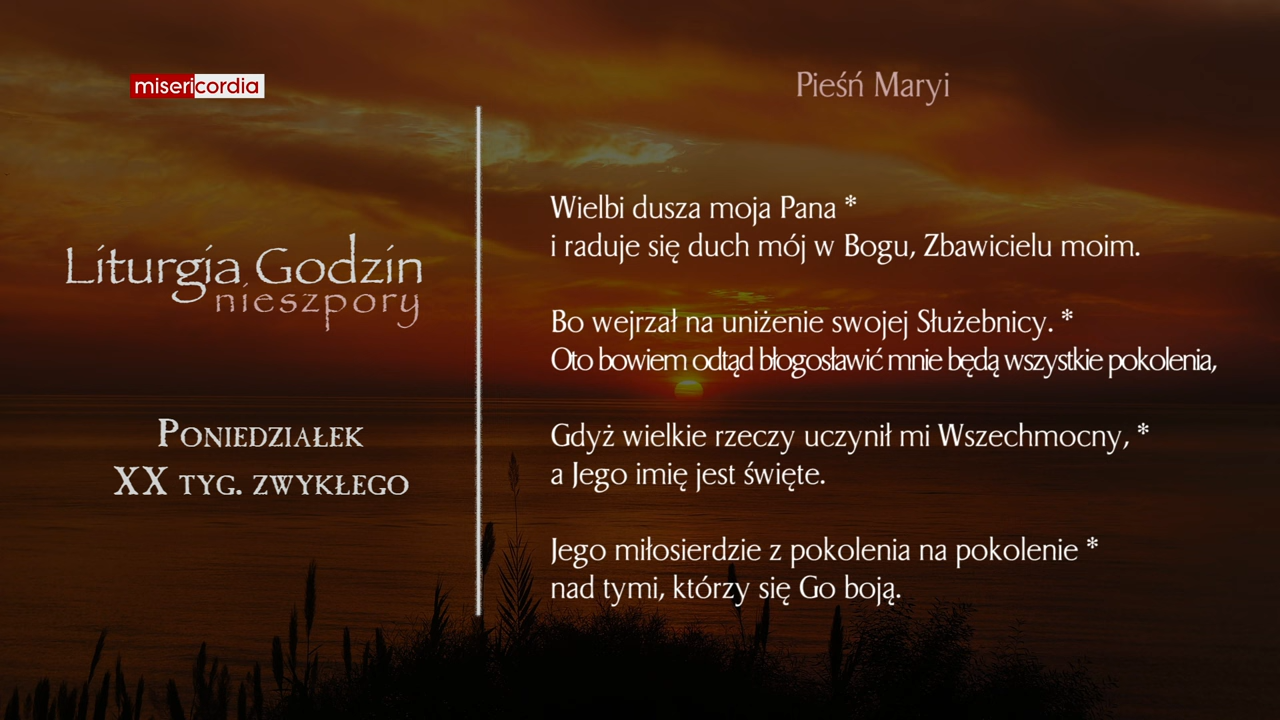 misericordia
Liturgia Godzin
nieszpory
Poniedziałek
XX tyg. zwykłego
Pieśń Maryi
Wielbi dusza moja Pana *
i raduje się duch mój w Bogu, Zbawicielu moim.
Bo wejrzał na uniżenie swojej Służebnicy. *
Oto bowiem odtąd błogosławić mnie będą wszystkie pokolenia,
Gdyż wielkie rzeczy uczynił mi Wszechmocny, *
a Jego imię jest święte.
Jego miłosierdzie z pokolenia na pokolenie *
nad tymi, którzy się Go boją.